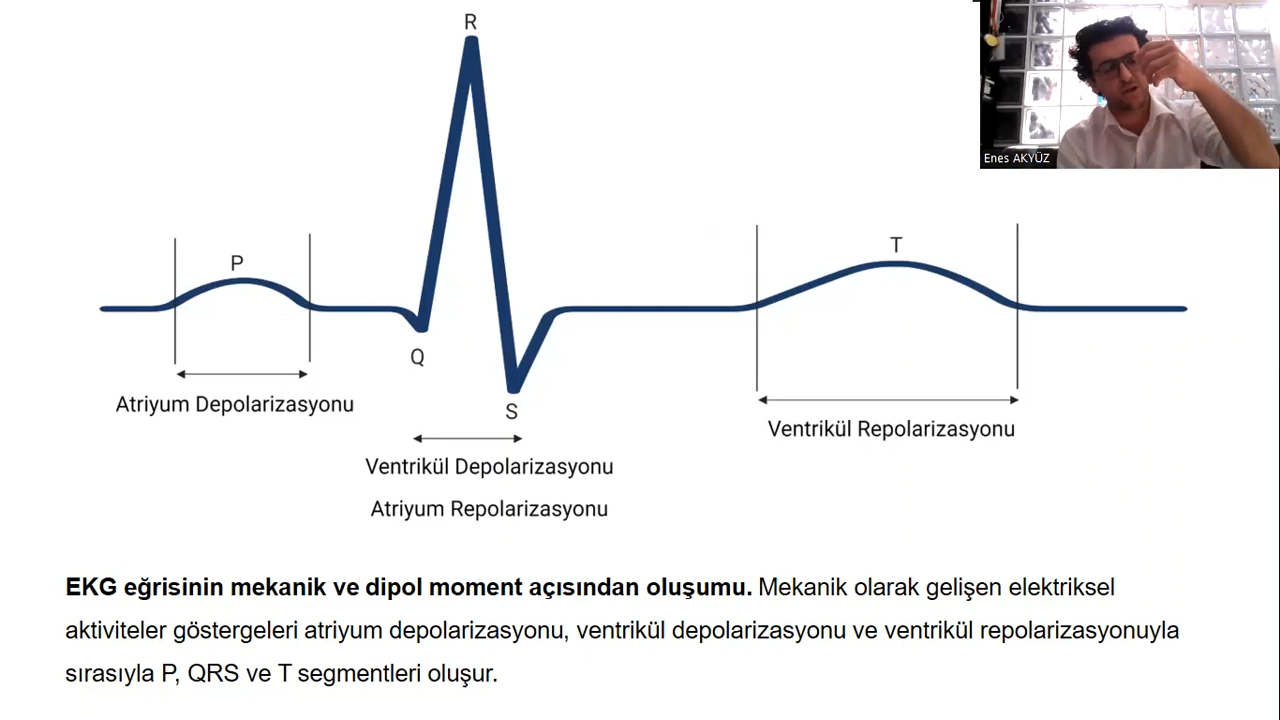 R
Enes AKYÜZ
P
T
Q
Atriyum Depolarizasyonu
S
Ventrikül Repolarizasyonu
Ventrikül Depolarizasyonu
Atriyum Repolarizasyonu
EKG eğrisinin mekanik ve dipol moment açısından oluşumu. Mekanik olarak gelişen elektriksel
aktiviteler göstergeleri atriyum depolarizasyonu, ventrikül depolarizasyonu ve ventrikül repolarizasyonuyla
sırasıyla P, QRS ve T segmentleri oluşur.